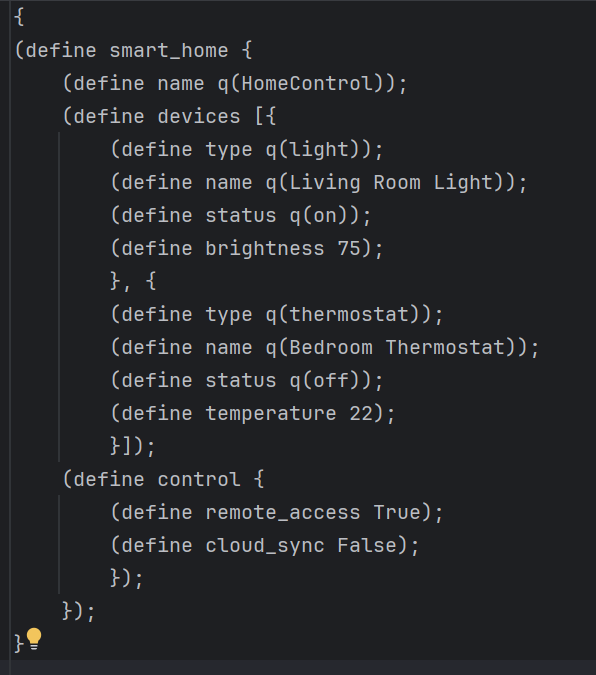 {
(define smart_home {
    (define name q(HomeControl));
    (define devices [{
        (define type q(light));
        (define name q(Living Room Light));
        (define status q(on));
        (define brightness 75);
        }, {
        (define type q(thermostat));
        (define name q(Bedroom Thermostat));
        (define status q(off));
        (define temperature 22);
        }]);
    (define control {
        (define remote_access True);
        (define cloud_sync False);
        });
    });
}